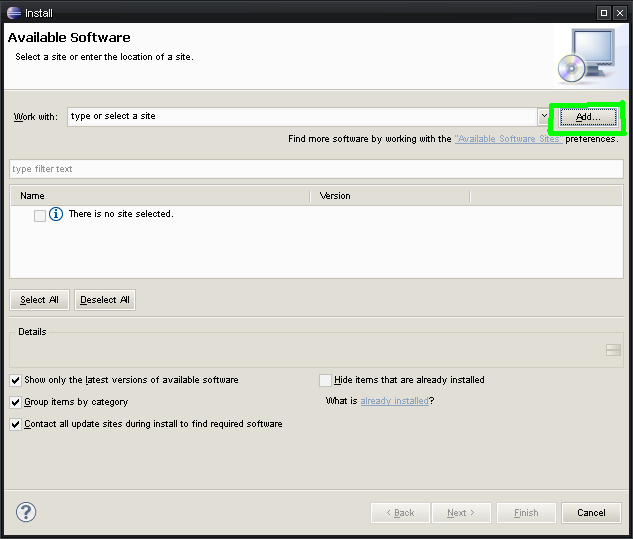 Install
Available Software
Select a site or enter the location of a site.
Work with: type or select a site Add...
Find more software by working with the "Available Software Sites" preferences.
type filter text
Name Version
There is no site selected.
Select All Deselect All
Details
Show only the latest versions of available software Hide items that are already installed
Group items by category What is already installed?
Contact all update sites during install to find required software
? < Back Next > Finish Cancel